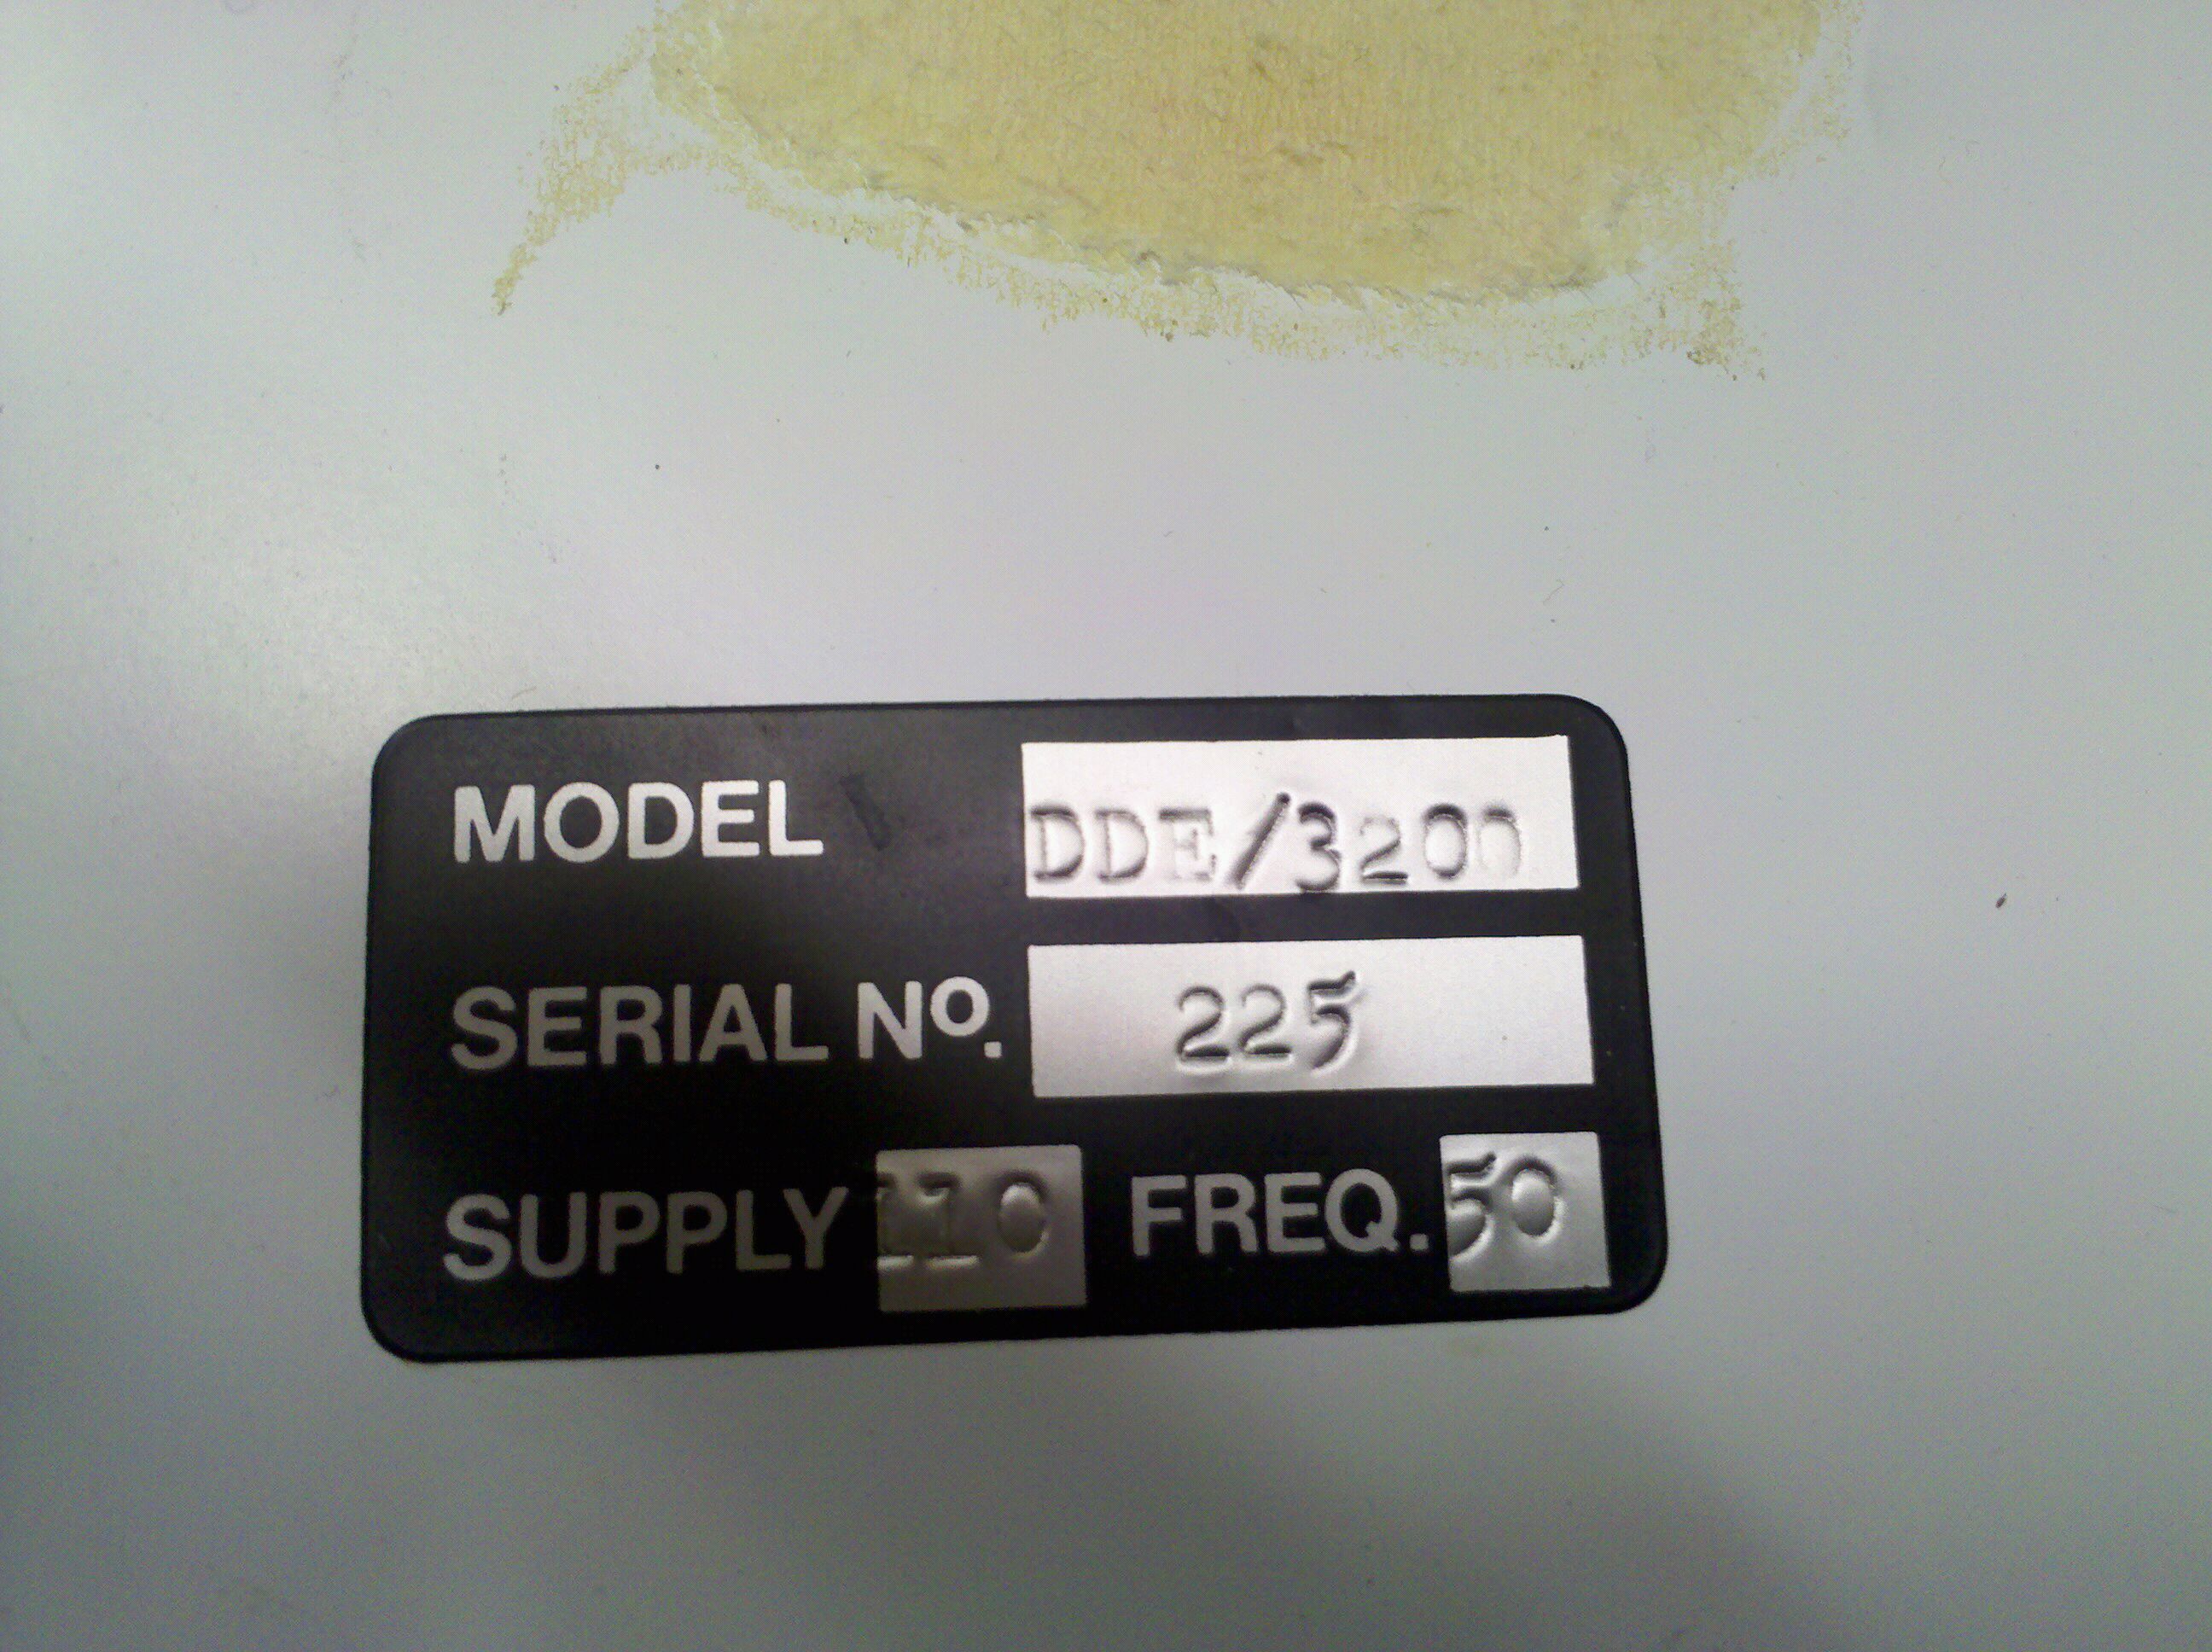 MODEL DDE/3200
SERIAL Nº. 225
SUPPLY 110 FREQ. 50